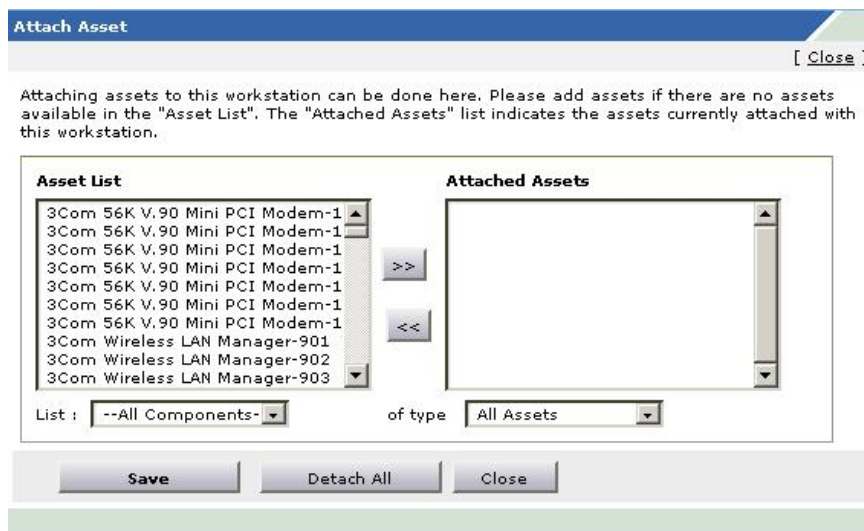 Attach Asset
[ Close ]
Attaching assets to this workstation can be done here. Please add assets if there are no assets
available in the "Asset List". The "Attached Assets" list indicates the assets currently attached with
this workstation.
Asset List
Attached Assets
3Com 56K V.90 Mini PCI Modem-1
3Com 56K V.90 Mini PCI Modem-1
3Com 56K V.90 Mini PCI Modem-1
3Com 56K V.90 Mini PCI Modem-1
3Com 56K V.90 Mini PCI Modem-1
3Com 56K V.90 Mini PCI Modem-1
3Com 56K V.90 Mini PCI Modem-1
3Com Wireless LAN Manager-901
3Com Wireless LAN Manager-902
3Com Wireless LAN Manager-903
>>
<<
List : --All Components- of type All Assets
Save Detach All Close